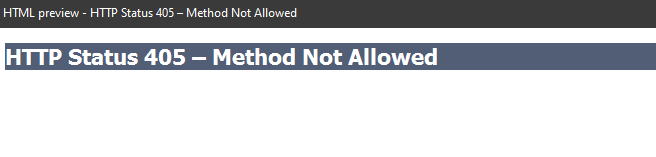 HTML preview - HTTP Status 405 – Method Not Allowed
HTTP Status 405 – Method Not Allowed